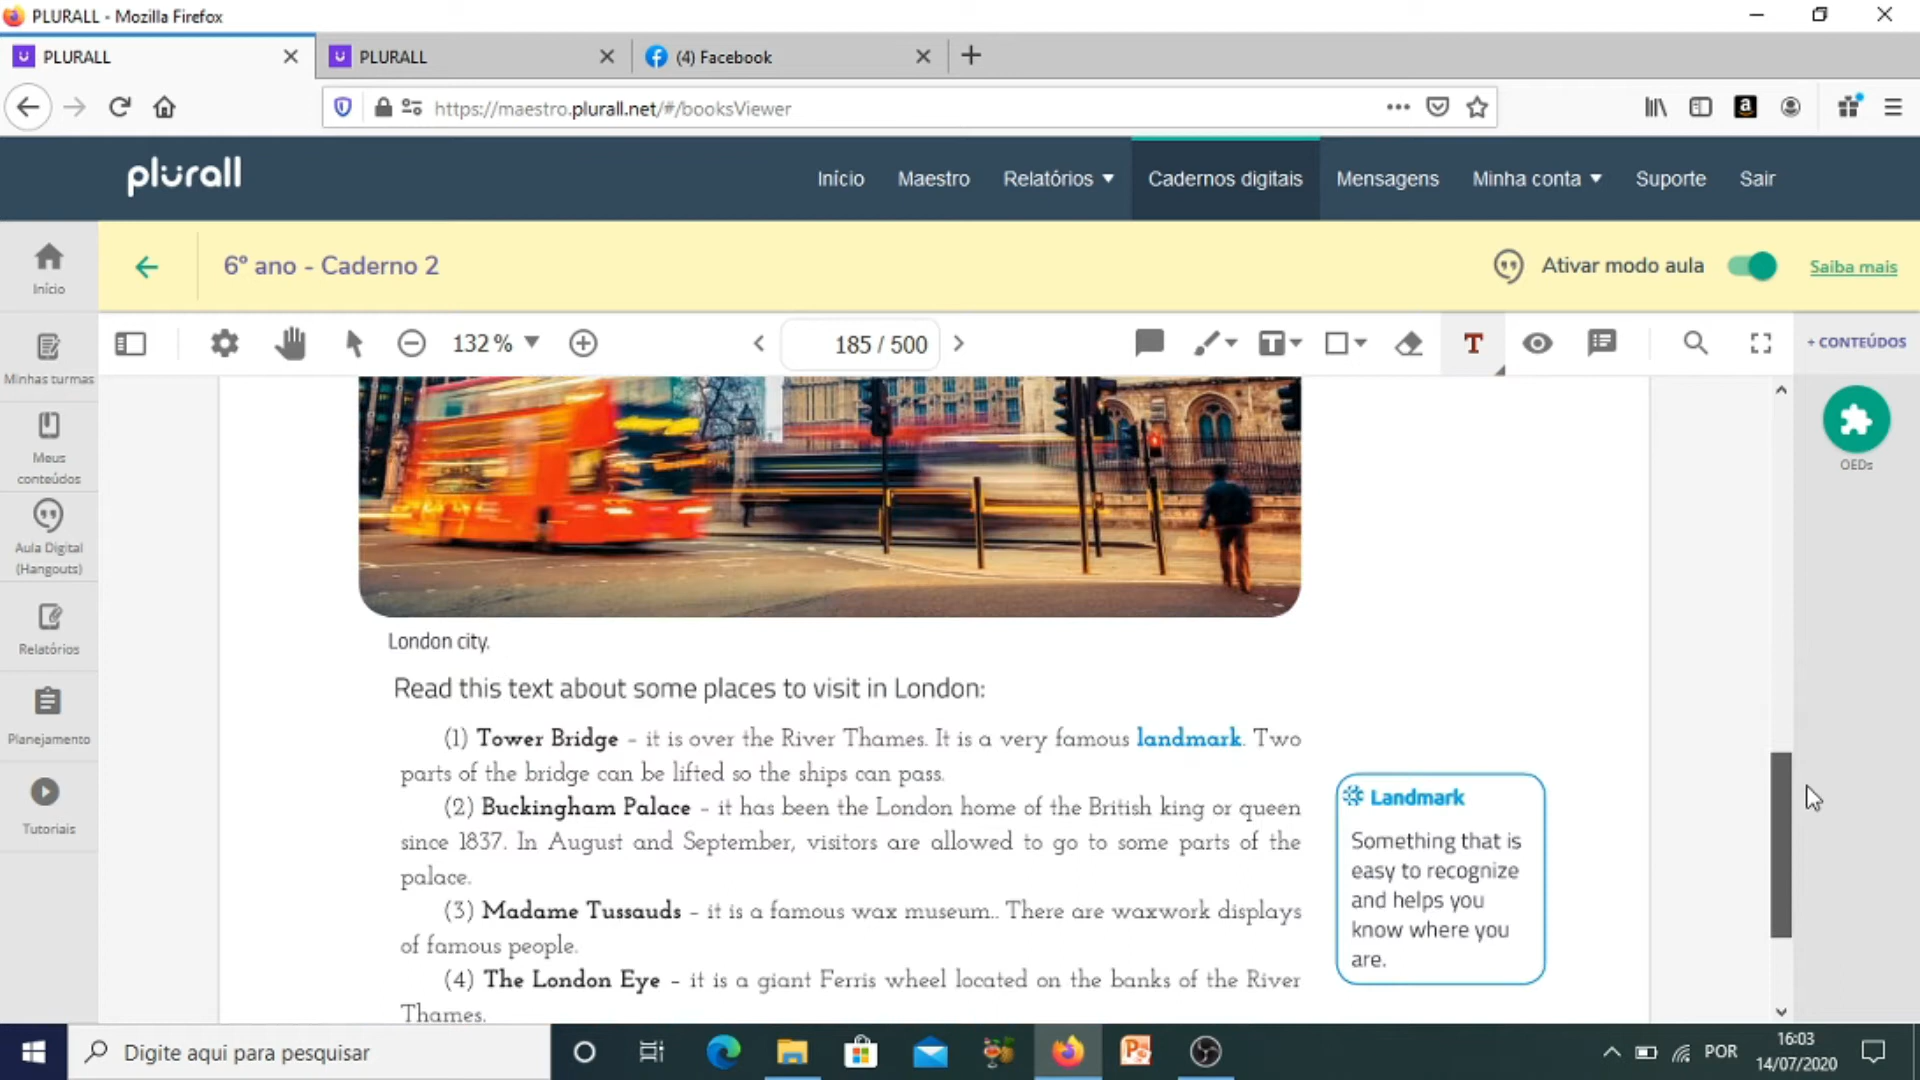 PLURALL - Mozilla Firefox
PLURALL
PLURALL
(4) Facebook
https://maestro.plurall.net/#/booksViewer
plurall
Início
Maestro
Relatórios
Cadernos digitais
Mensagens
Minha conta
Suporte
Sair
Início
6º ano - Caderno 2
Ativar modo aula
Saiba mais
132 %
185 / 500
T
+ CONTEÚDOS
Minhas turmas
Meus
conteúdos
Aula Digital
(Hangouts)
Relatórios
Planejamento
Tutoriais
OEDs
London city.
Read this text about some places to visit in London:
(1) Tower Bridge - it is over the River Thames. It is a very famous landmark. Two
parts of the bridge can be lifted so the ships can pass.
(2) Buckingham Palace - it has been the London home of the British king or queen
since 1837. In August and September, visitors are allowed to go to some parts of the
palace.
(3) Madame Tussauds - it is a famous wax museum.. There are waxwork displays
of famous people.
(4) The London Eye - it is a giant Ferris wheel located on the banks of the River
Thames.
Landmark
Something that is
easy to recognize
and helps you
know where you
are.
Digite aqui para pesquisar
POR
16:03
14/07/2020